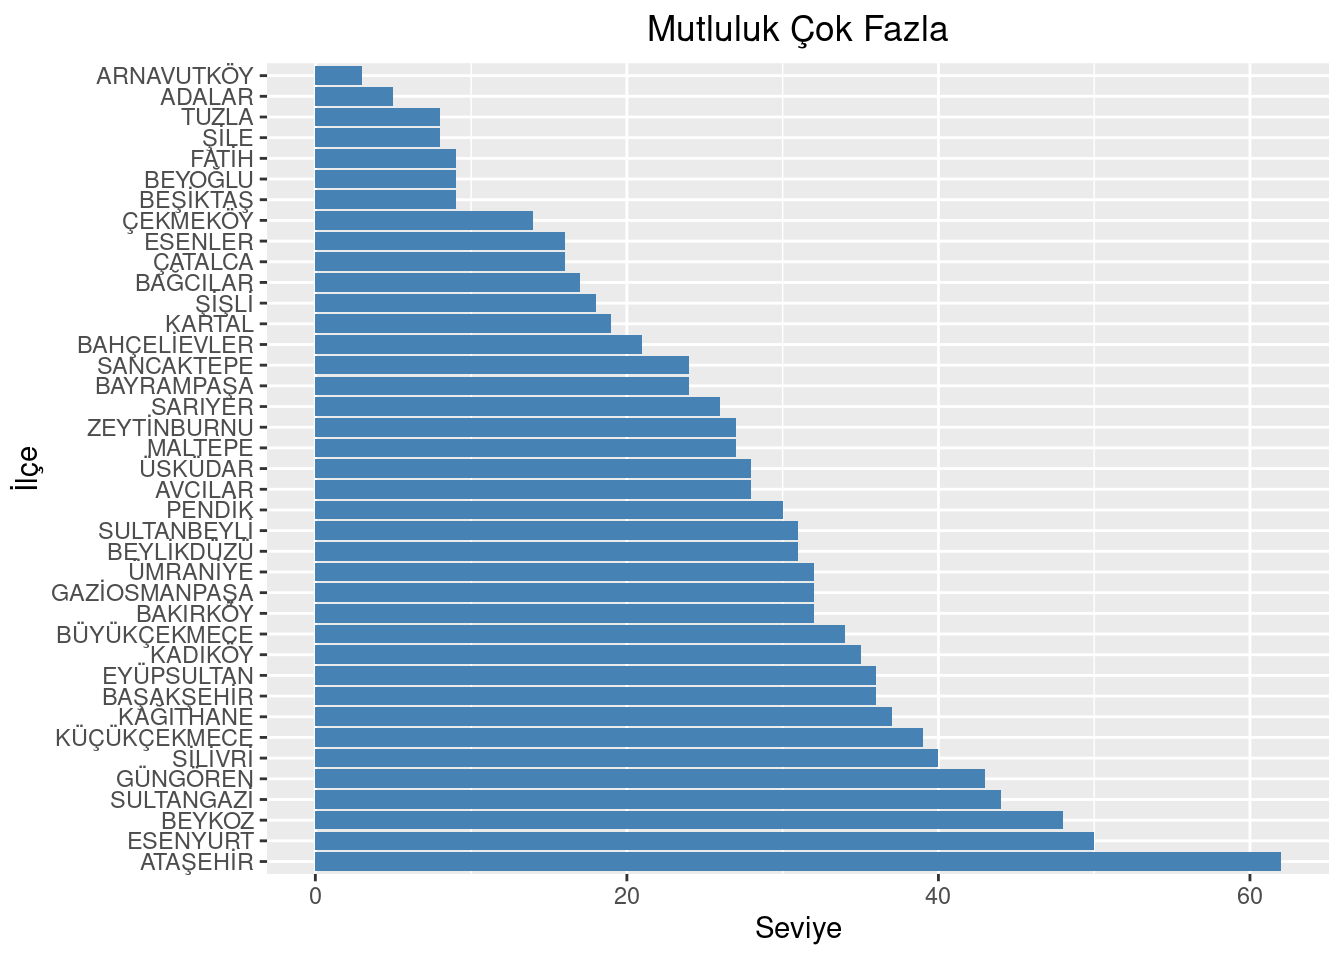 Mutluluk Çok Fazla
ARNAVUTKÖY
ADALAR
TUZLA
ŞİLE
FATİH
BEYOĞLU
BEŞİKTAŞ
ÇEKMEKÖY
ESENLER
ÇATALCA
BAĞCILAR
ŞİŞLİ
KARTAL
BAHÇELİEVLER
SANCAKTEPE
BAYRAMPAŞA
SARIYER
ZEYTİNBURNU
MALTEPE
ÜSKÜDAR
AVCILAR
PENDİK
SULTANBEYLİ
BEYLİKDÜZÜ
ÜMRANİYE
GAZİOSMANPAŞA
BAKIRKÖY
BÜYÜKÇEKMECE
KADIKÖY
EYÜPSULTAN
BAŞAKŞEHİR
KAĞITHANE
KÜÇÜKÇEKMECE
SİLİVRİ
GÜNGÖREN
SULTANGAZİ
BEYKOZ
ESENYURT
ATAŞEHİR
İlçe
0 20 40 60
Seviye